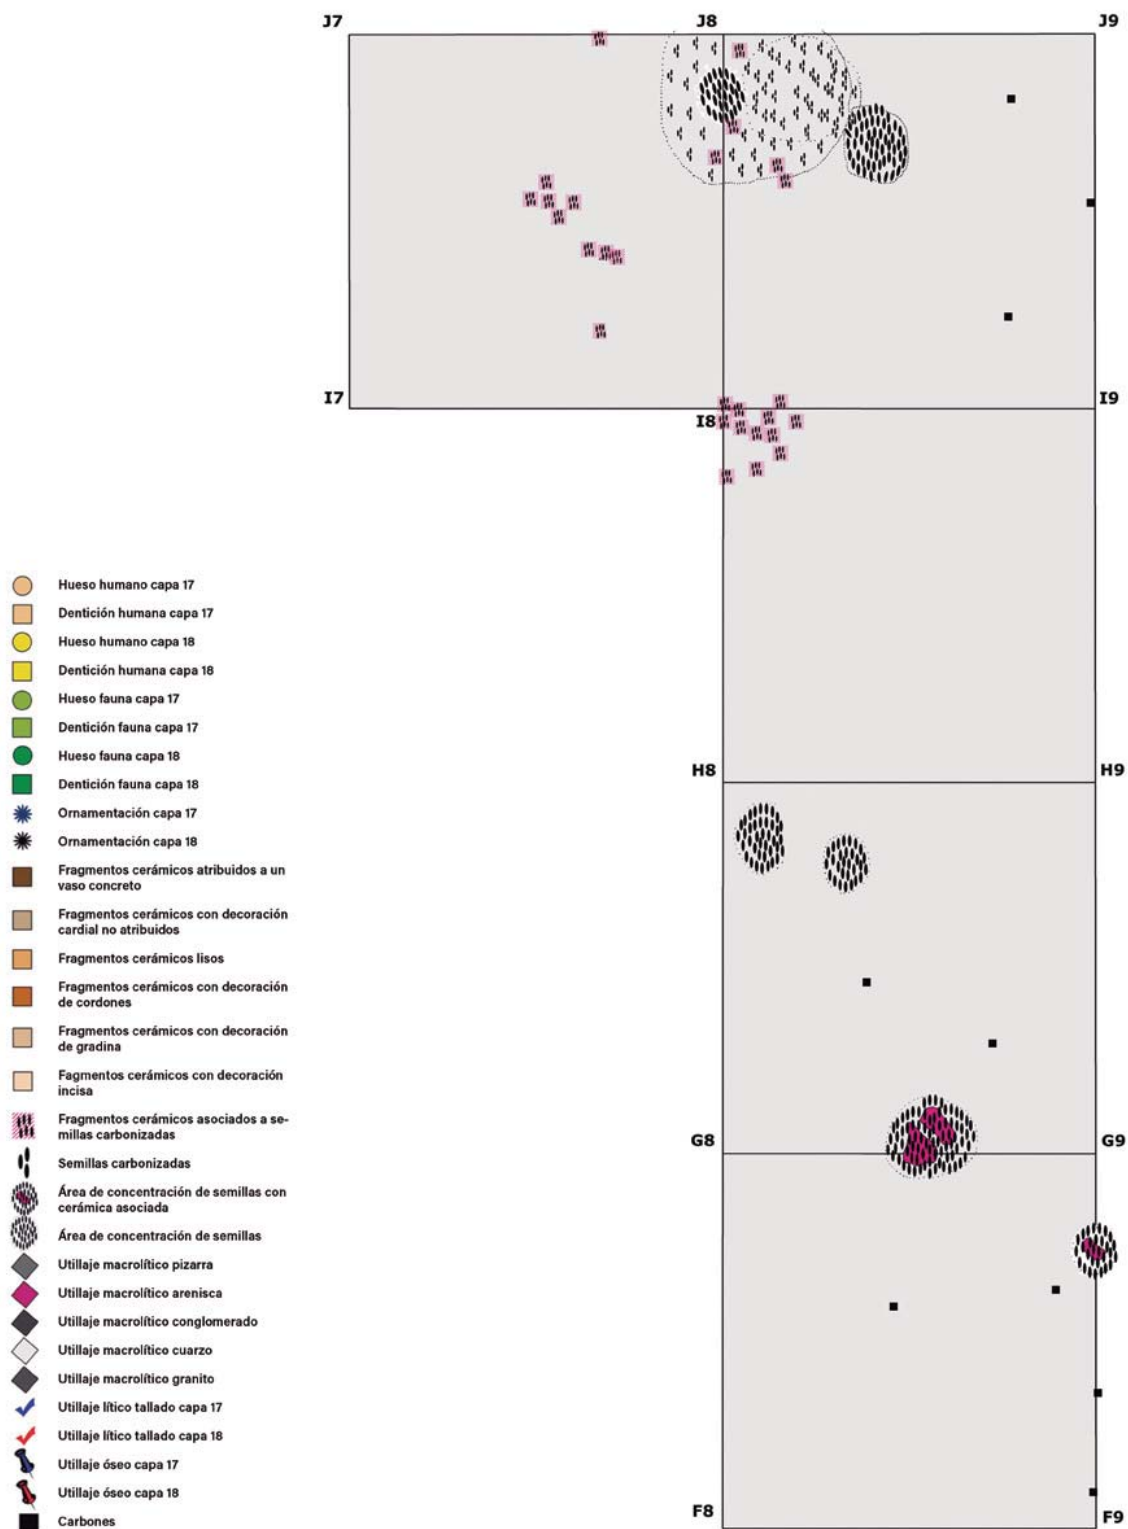 J7
J8
J9
I7
I8
I9
H8
H9
G8
G9
F8
F9
Hueso humano capa 17
Dentición humana capa 17
Hueso humano capa 18
Dentición humana capa 18
Hueso fauna capa 17
Dentición fauna capa 17
Hueso fauna capa 18
Dentición fauna capa 18
Ornamentación capa 17
Ornamentación capa 18
Fragmentos cerámicos atribuidos a un
vaso concreto
Fragmentos cerámicos con decoración
cardial no atribuidos
Fragmentos cerámicos lisos
Fragmentos cerámicos con decoración
de cordones
Fragmentos cerámicos con decoración
de gradina
Fagmentos cerámicos con decoración
incisa
Fragmentos cerámicos asociados a se-
millas carbonizadas
Semillas carbonizadas
Área de concentración de semillas con
cerámica asociada
Área de concentración de semillas
Utillaje macrolítico pizarra
Utillaje macrolítico arenisca
Utillaje macrolítico conglomerado
Utillaje macrolítico cuarzo
Utillaje macrolítico granito
Utillaje lítico tallado capa 17
Utillaje lítico tallado capa 18
Utillaje óseo capa 17
Utillaje óseo capa 18
Carbones